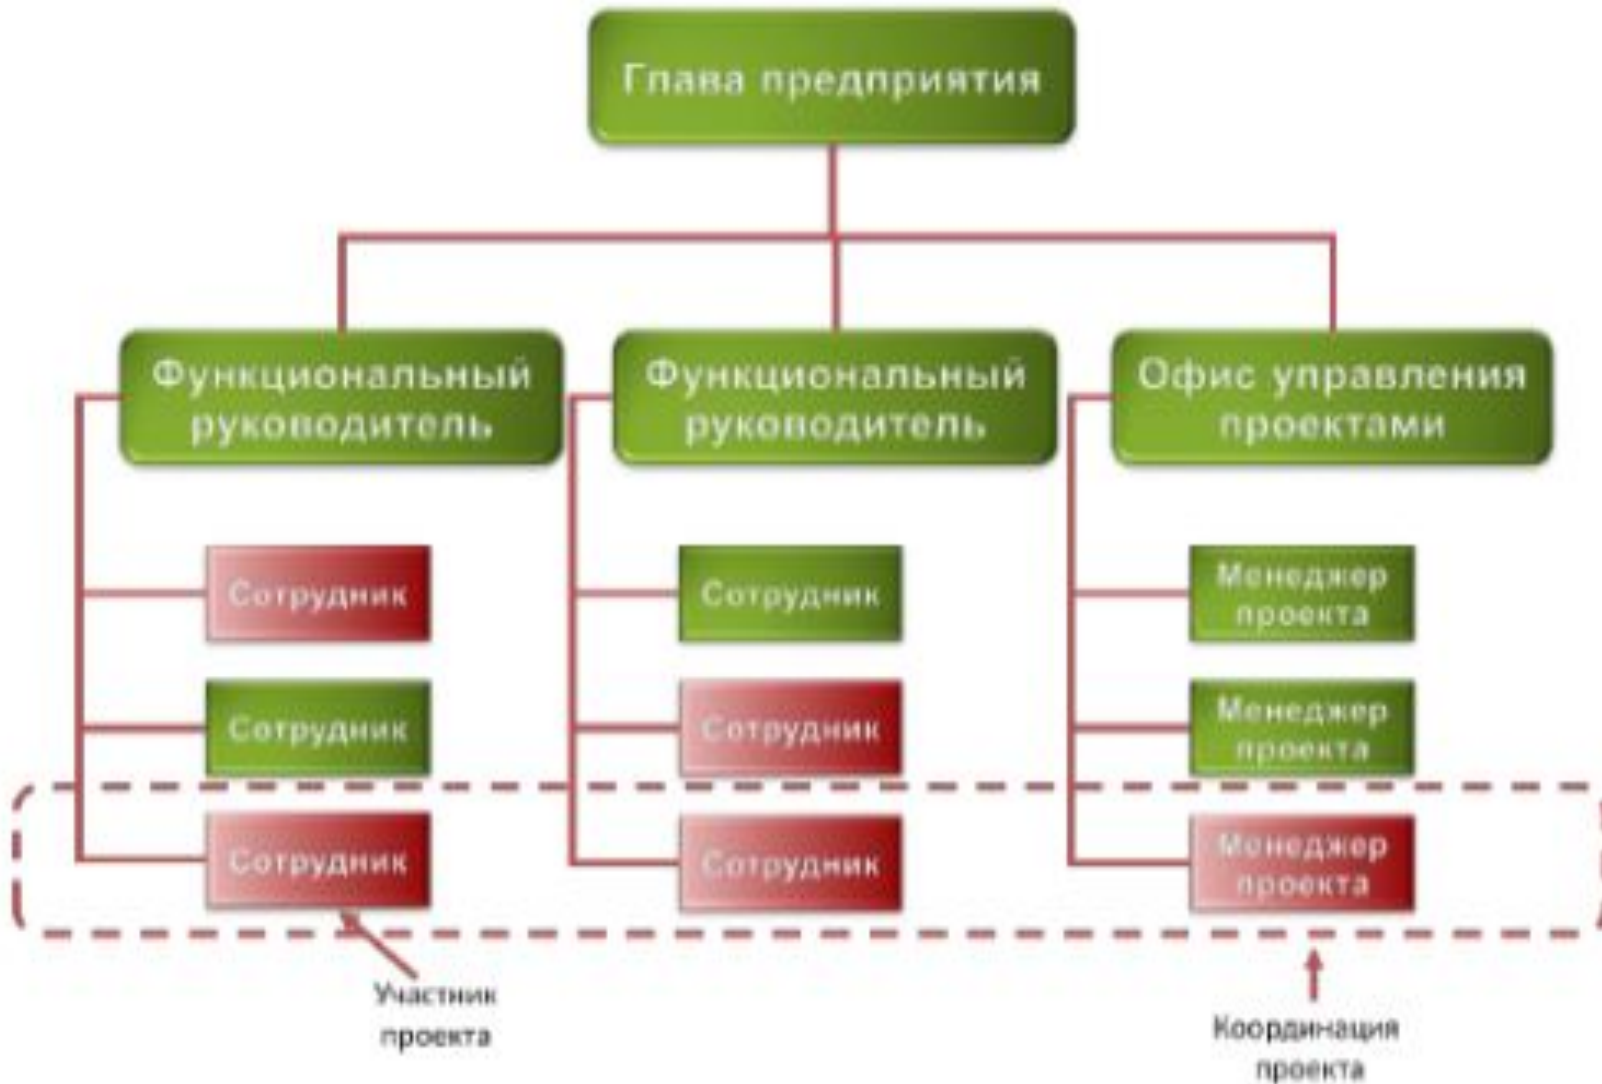 Глава предприятия
Функциональный
руководитель
Функциональный
руководитель
Офис управления
проектами
Сотрудник
Сотрудник
Менеджер
проекта
Сотрудник
Сотрудник
Менеджер
проекта
Сотрудник
Сотрудник
Менеджер
проекта
Участник
проекта
Координация
проекта